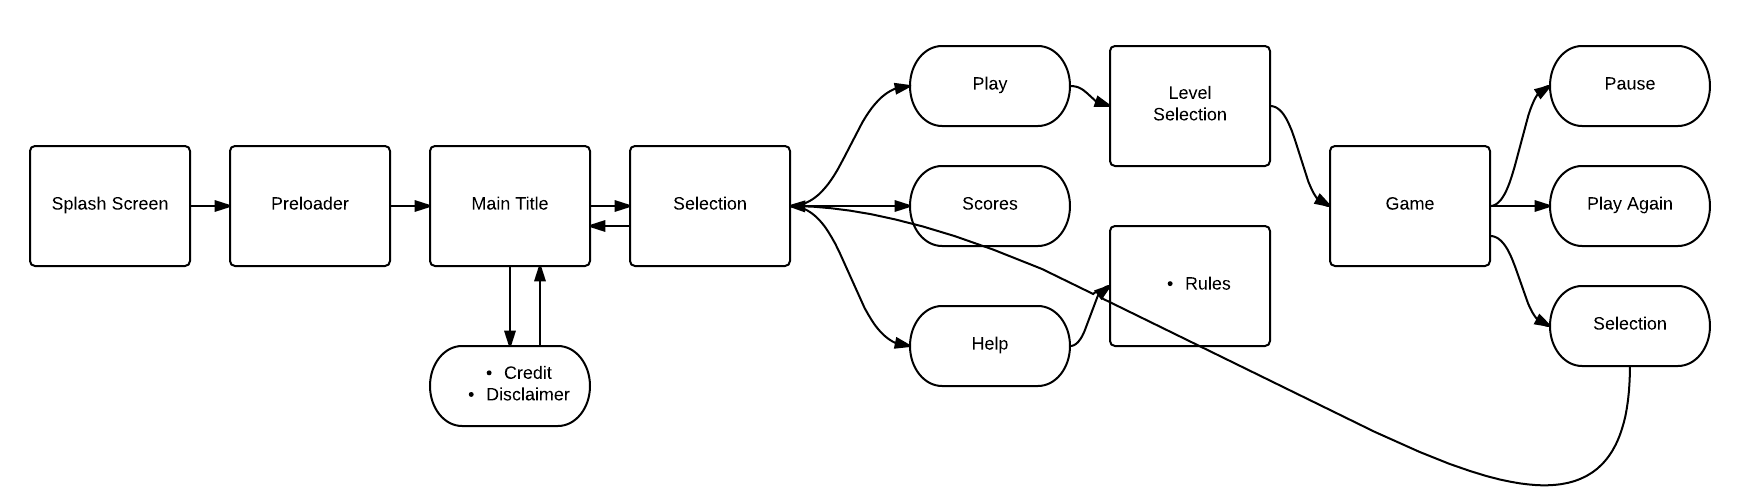 Splash Screen
Preloader
Main Title
• Credit
• Disclaimer
Selection
Play
Scores
Help
Level
Selection
• Rules
Game
Pause
Play Again
Selection